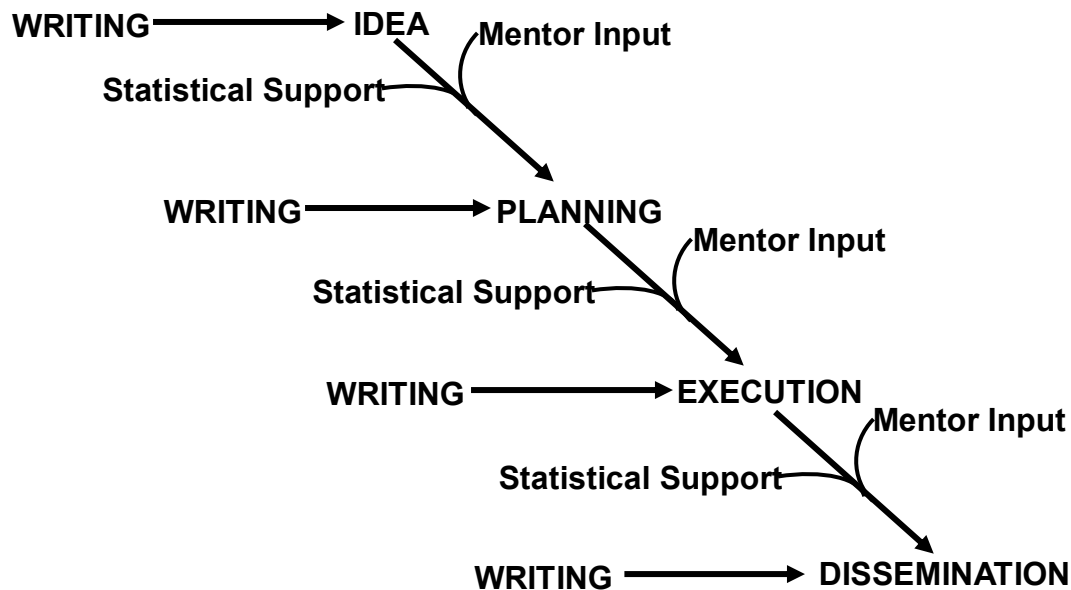 WRITING IDEA
Mentor Input
Statistical Support
WRITING PLANNING
Mentor Input
Statistical Support
WRITING EXECUTION
Mentor Input
Statistical Support
WRITING DISSEMINATION